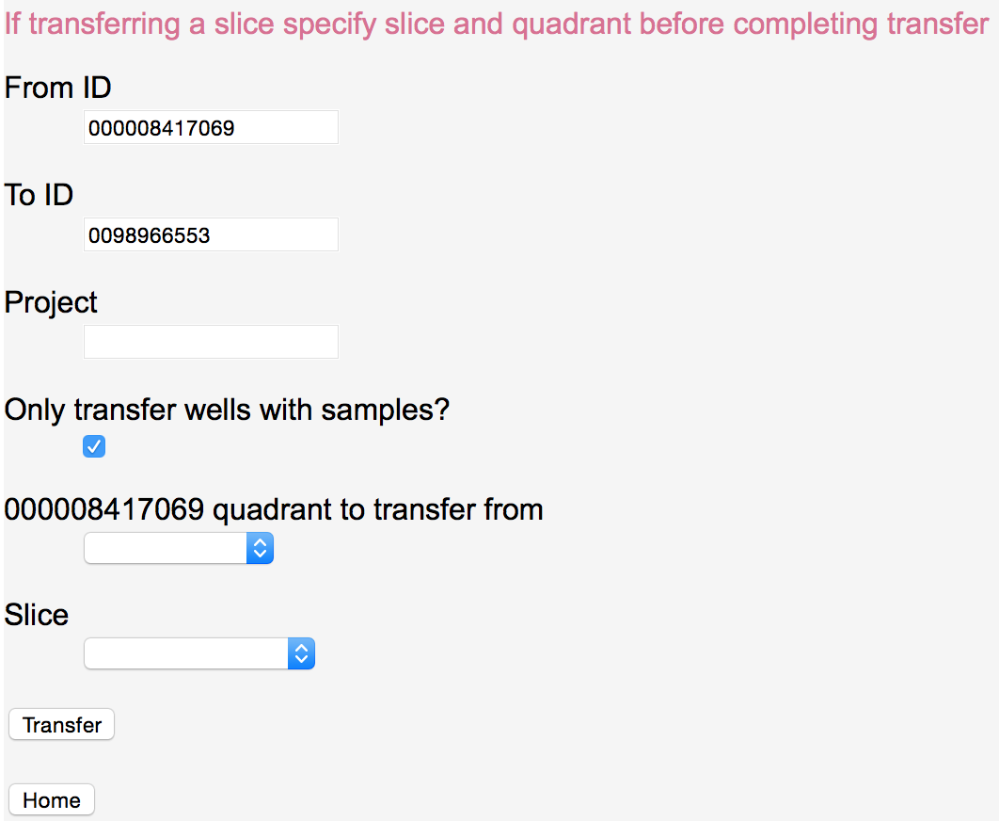 If transferring a slice specify slice and quadrant before completing transfer
From ID
000008417069
To ID
0098966553
Project
Only transfer wells with samples?
000008417069 quadrant to transfer from
Slice
Transfer
Home